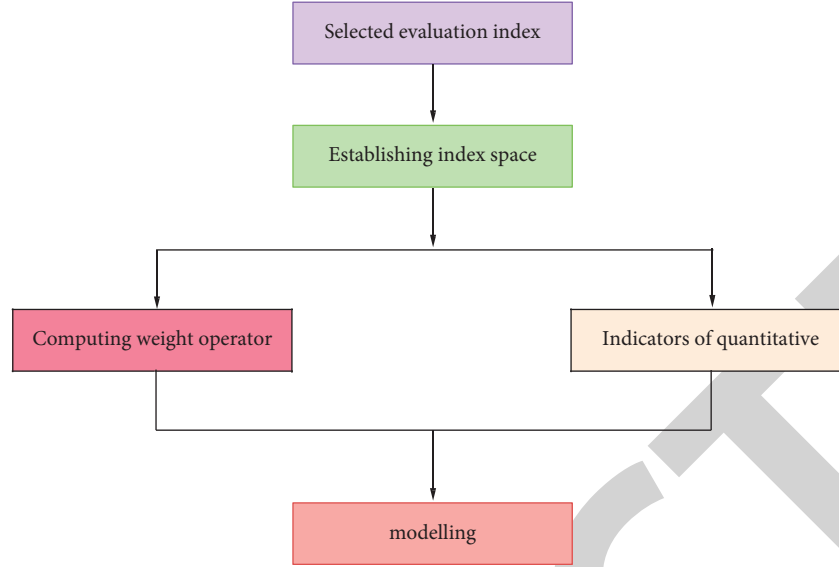 Selected evaluation index
Establishing index space
Computing weight operator
Indicators of quantitative
modelling